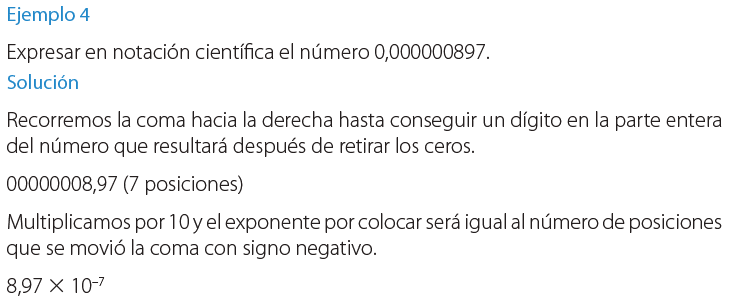 Ejemplo 4
Expresar en notación científica el número 0,000000897.
Solución
Recorremos la coma hacia la derecha hasta conseguir un dígito en la parte entera
del número que resultará después de retirar los ceros.
00000008,97 (7 posiciones)
Multiplicamos por 10 y el exponente por colocar será igual al número de posiciones
que se movió la coma con signo negativo.
8,97 × 10⁻⁷